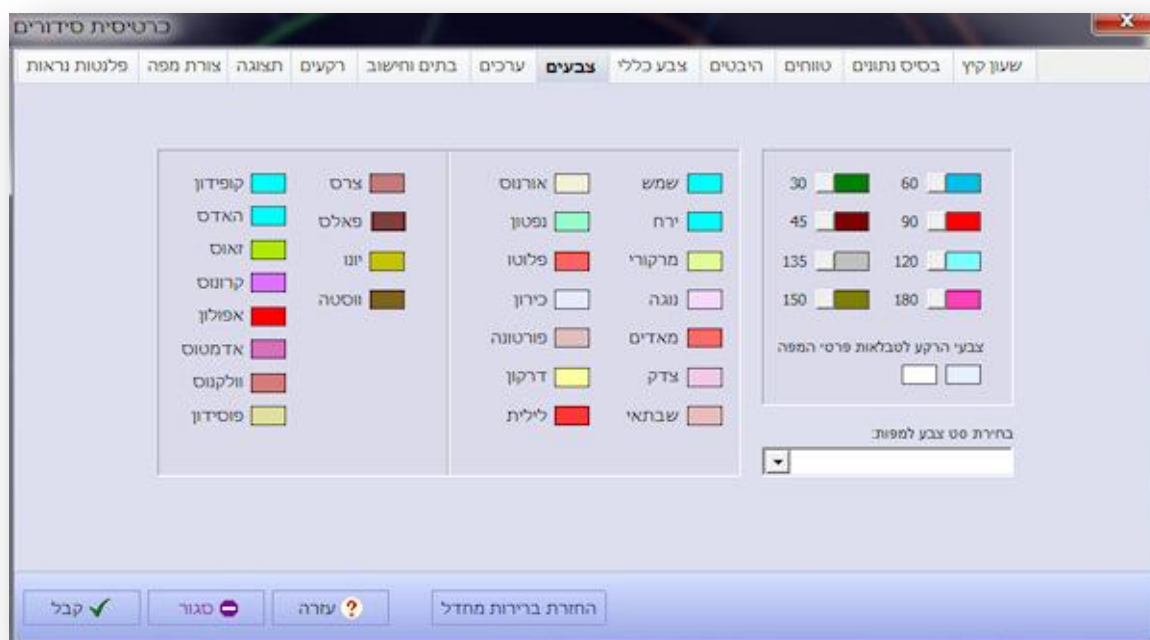 כרטיסית סידורים
X
שעון קיץ
בסיס נתונים
טווחים
היבטים
צבע כללי
צבעים
ערכים
בתים וחישוב
רקעים
תצוגה
צורת מפה
פלנטות נראות
60
30
90
45
120
135
180
150
צבעי הרקע לטבלאות פרטי המפה
בחירת סט צבע למפות:
שמש
ירח
מרקורי
נוגה
מאדים
צדק
שבתאי
אורנוס
נפטון
פלוטו
כירון
פורטונה
דרקון
לילית
צרס
פאלס
יונו
ווסטה
קופידון
האדס
זאוס
קרונוס
אפולון
אדמטוס
וולקנוס
פוסידון
החזרת ברירות מחדל
עזרה ?
סגור
קבל